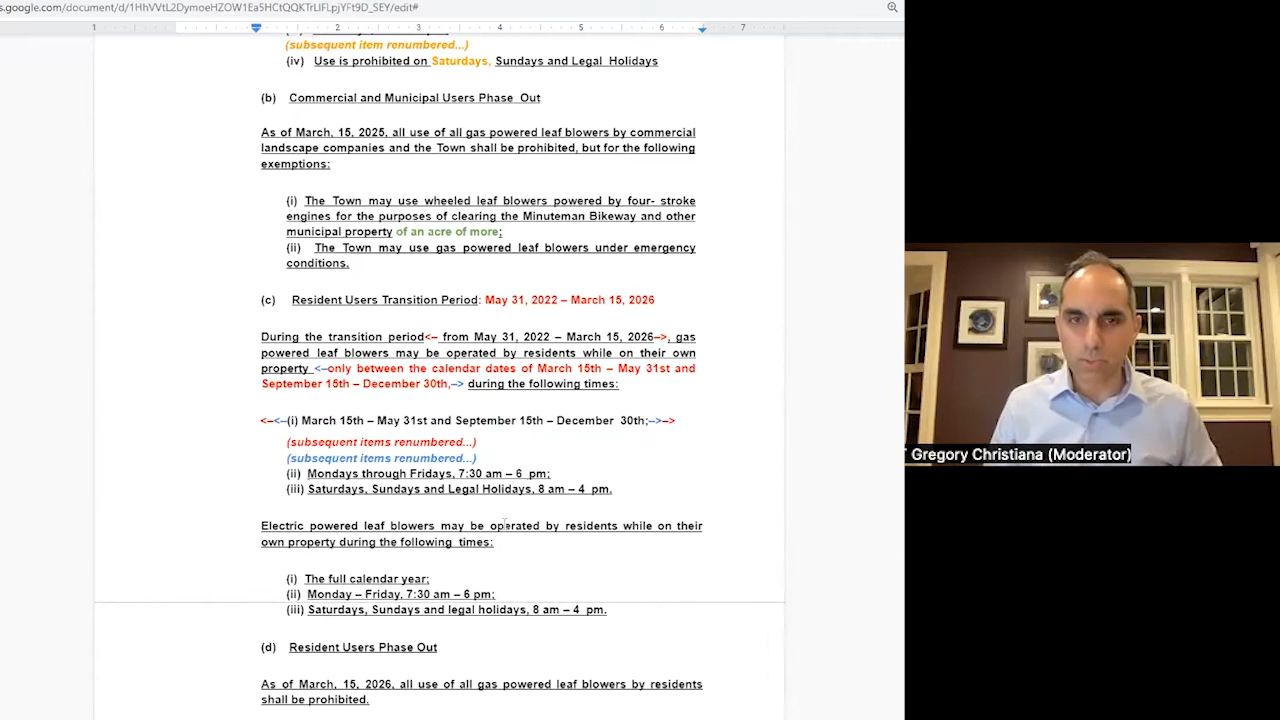 s.google.com/document/d/1HhVVtL2DymoeHZOW1Ea5HCtQQKTrLIFLpjYFt9D_SEY/edit#
1 2 3 4 5 6 7
(subsequent item renumbered...)
(iv) Use is prohibited on Saturdays, Sundays and Legal Holidays
(b) Commercial and Municipal Users Phase Out
As of March, 15, 2025, all use of all gas powered leaf blowers by commercial
landscape companies and the Town shall be prohibited, but for the following
exemptions:
(i) The Town may use wheeled leaf blowers powered by four- stroke
engines for the purposes of clearing the Minuteman Bikeway and other
municipal property of an acre of more;
(ii) The Town may use gas powered leaf blowers under emergency
conditions.
(c) Resident Users Transition Period: May 31, 2022 – March 15, 2026
During the transition period<– from May 31, 2022 – March 15, 2026–>, gas
powered leaf blowers may be operated by residents while on their own
property <–only between the calendar dates of March 15th – May 31st and
September 15th – December 30th,–> during the following times:
<–<–(i) March 15th – May 31st and September 15th – December 30th;–>–>
(subsequent items renumbered...)
(subsequent items renumbered...)
(ii) Mondays through Fridays, 7:30 am – 6 pm;
(iii) Saturdays, Sundays and Legal Holidays, 8 am – 4 pm.
Electric powered leaf blowers may be operated by residents while on their
own property during the following times:
(i) The full calendar year;
(ii) Monday – Friday, 7:30 am – 6 pm;
(iii) Saturdays, Sundays and legal holidays, 8 am – 4 pm.
(d) Resident Users Phase Out
As of March, 15, 2026, all use of all gas powered leaf blowers by residents
shall be prohibited.
Gregory Christiana (Moderator)